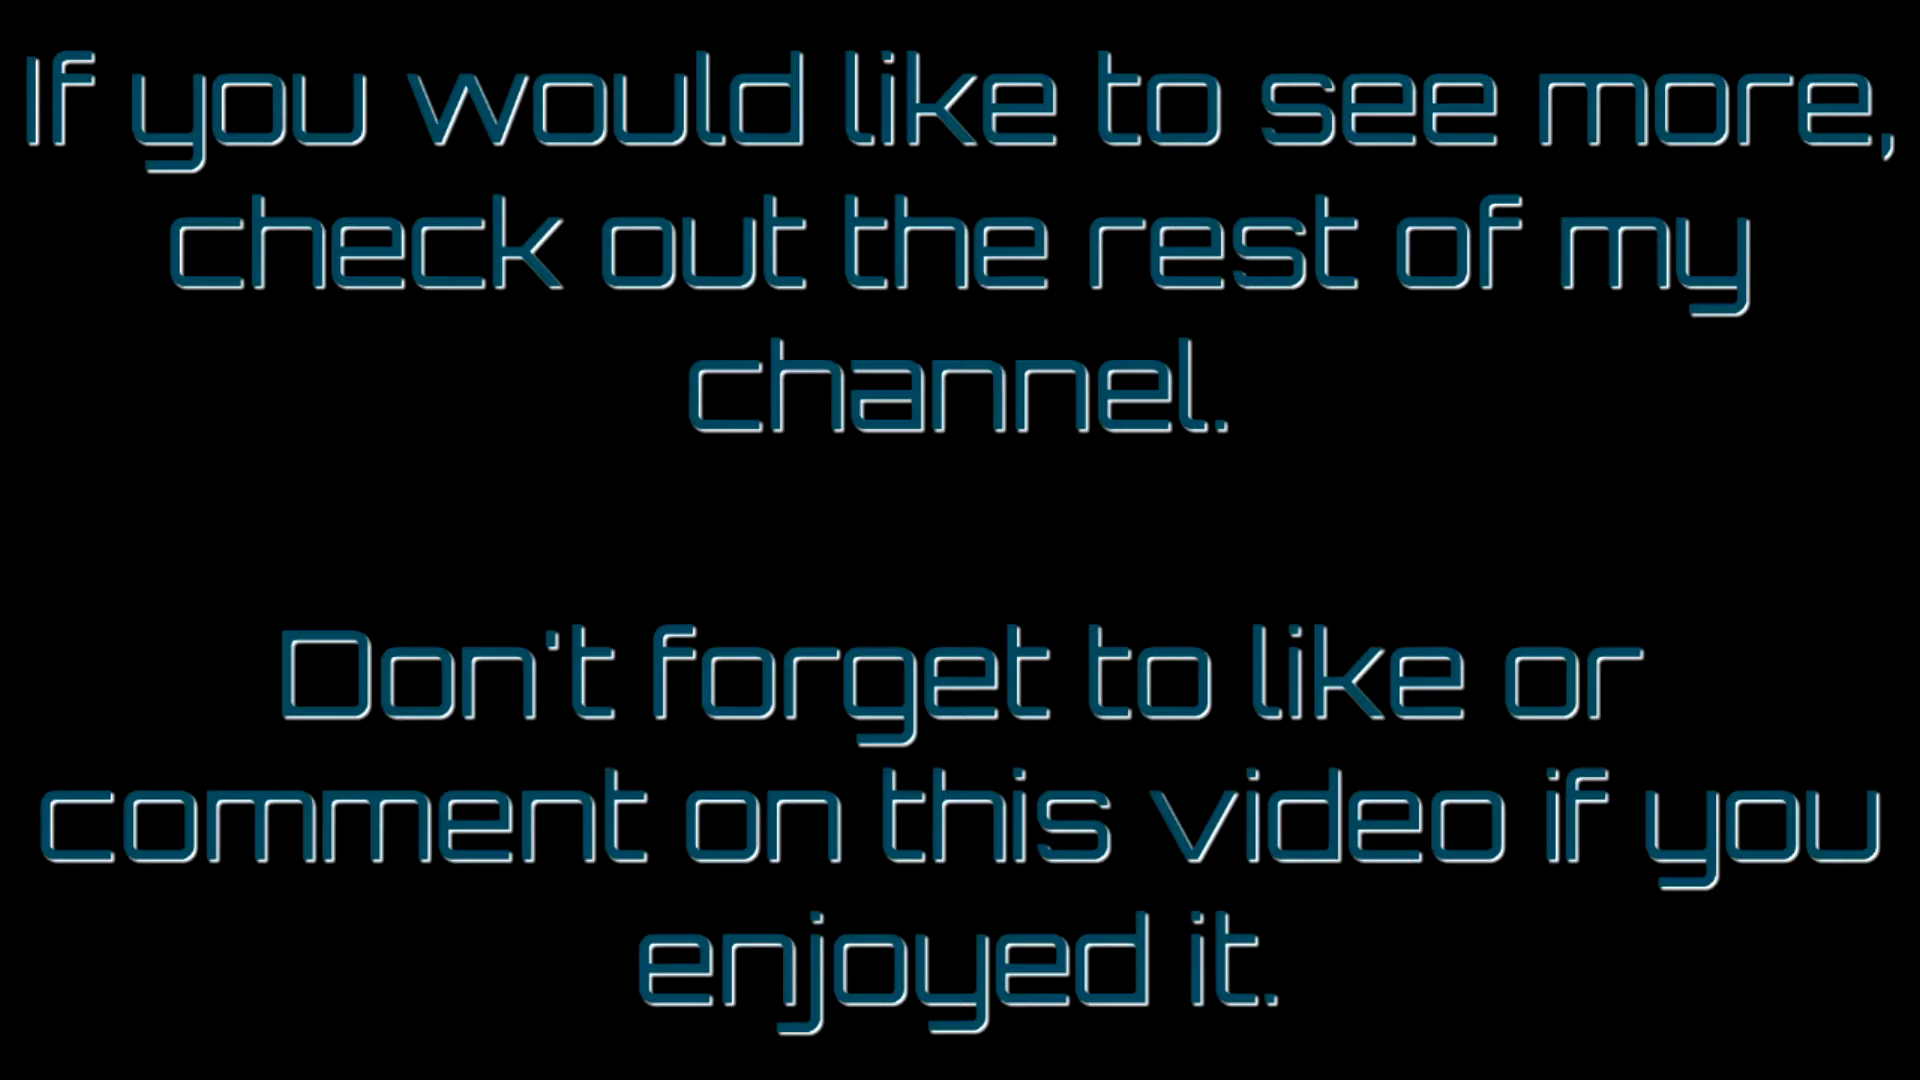 If you would like to see more,
check out the rest of my
channel.
Don't forget to like or
comment on this video if you
enjoyed it.